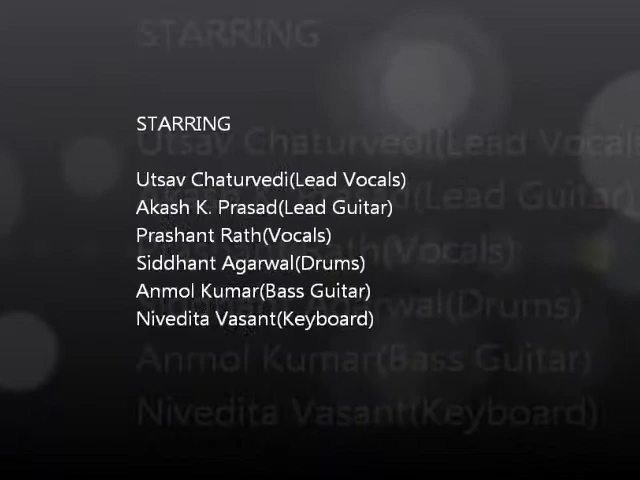 STARRING
Utsav Chaturvedi(Lead Vocals)
Akash K. Prasad(Lead Guitar)
Prashant Rath(Vocals)
Siddhant Agarwal(Drums)
Anmol Kumar(Bass Guitar)
Nivedita Vasant(Keyboard)